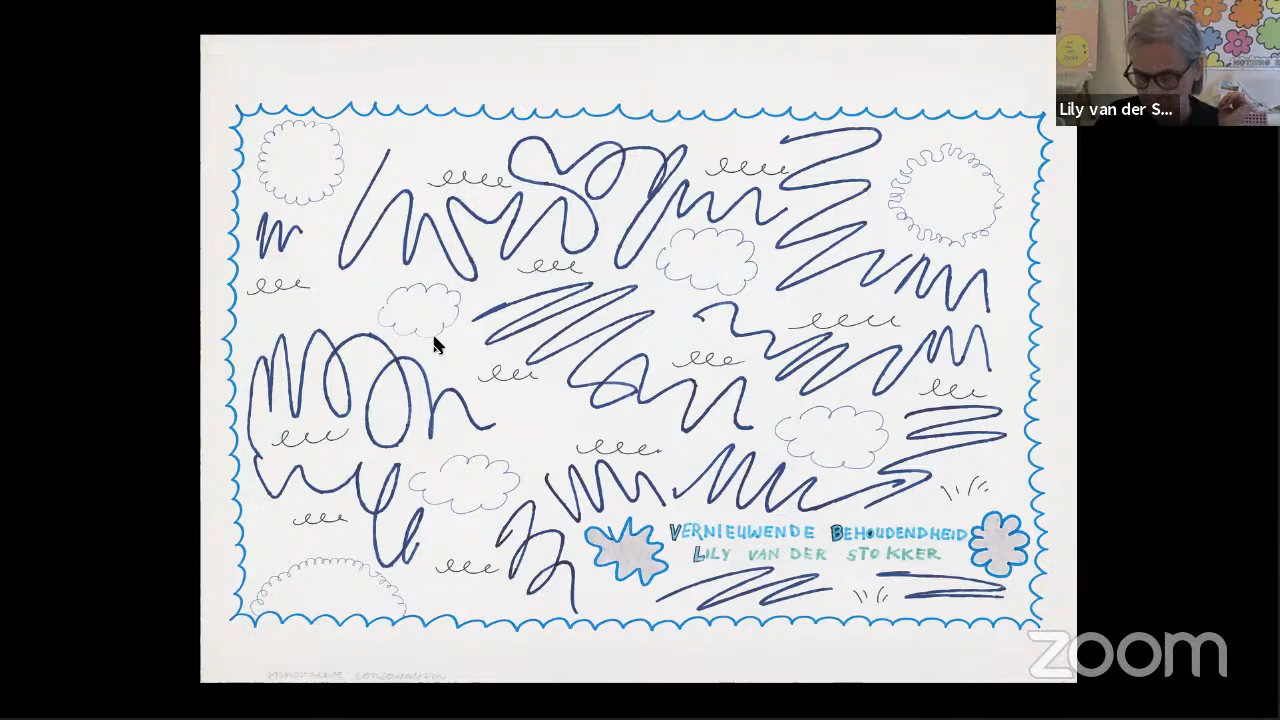 Lily van der S...
VERNIEUWENDE BEHOUDENDHEID
LILY VAN DER STOKKER
zoom